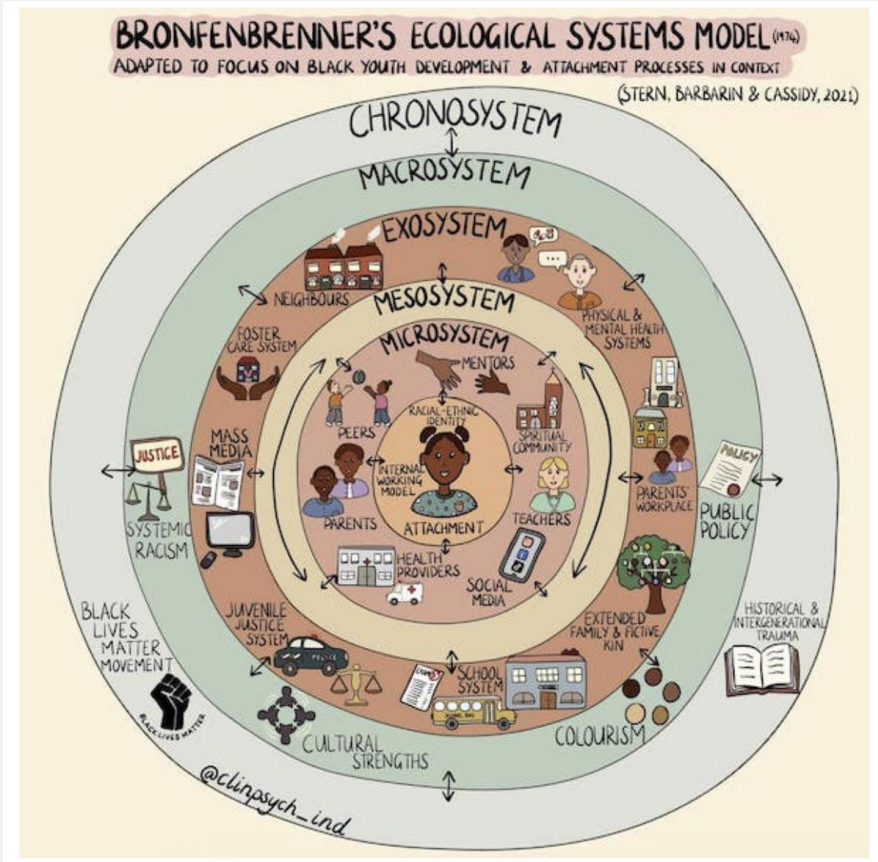 BRONFENBRENNER'S ECOLOGICAL SYSTEMS MODEL (1974)
ADAPTED TO FOCUS ON BLACK YOUTH DEVELOPMENT & ATTACHMENT PROCESSES IN CONTEXT
(STERN, BARBARIN & CASSIDY, 2021)
CHRONOSYSTEM
MACROSYSTEM
EXOSYSTEM
NEIGHBOURS
MESOSYSTEM
PHYSICAL &
MENTAL HEALTH
SYSTEMS
FOSTER
CARE SYSTEM
MICROSYSTEM
MENTORS
PEERS
RACIAL-ETHNIC
IDENTITY
SPIRITUAL
COMMUNITY
JUSTICE
MASS
MEDIA
INTERNAL
WORKING
MODEL
POLICY
PARENTS'
WORKPLACE
PARENTS
ATTACHMENT
TEACHERS
SYSTEMIC
RACISM
PUBLIC
POLICY
HEALTH
PROVIDERS
SOCIAL
MEDIA
BLACK
LIVES
MATTER
MOVEMENT
JUVENILE
JUSTICE
SYSTEM
POLICE
EXTENDED
FAMILY & FICTIVE
KIN
HISTORICAL &
INTERGENERATIONAL
TRAUMA
SCHOOL
SYSTEM
EXAM
SCHOOL BUS
BLACK LIVES MATTER
CULTURAL
STRENGTHS
COLOURISM
@clinpsych_ind